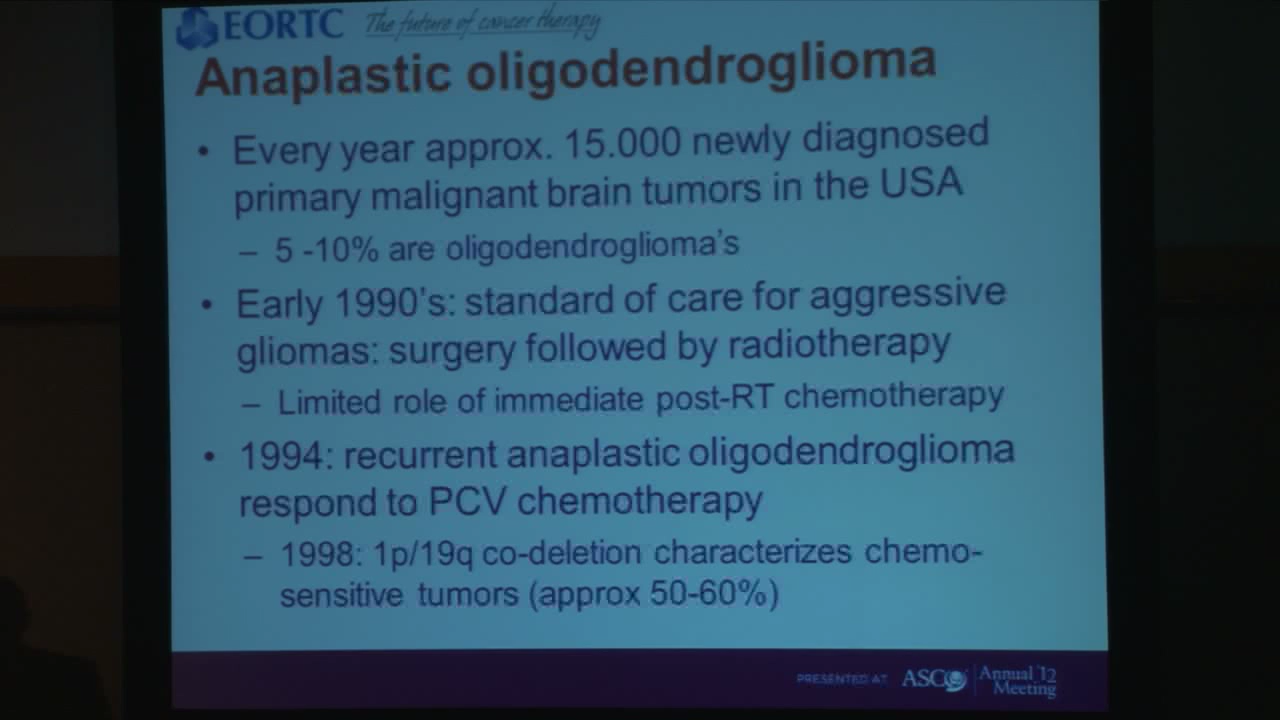 EORTC The future of cancer therapy
Anaplastic oligodendroglioma
• Every year approx. 15.000 newly diagnosed
primary malignant brain tumors in the USA
– 5 -10% are oligodendroglioma's
• Early 1990's: standard of care for aggressive
gliomas: surgery followed by radiotherapy
– Limited role of immediate post-RT chemotherapy
• 1994: recurrent anaplastic oligodendroglioma
respond to PCV chemotherapy
– 1998: 1p/19q co-deletion characterizes chemo-
sensitive tumors (approx 50-60%)
PRESENTED AT ASCO Annual '12
Meeting